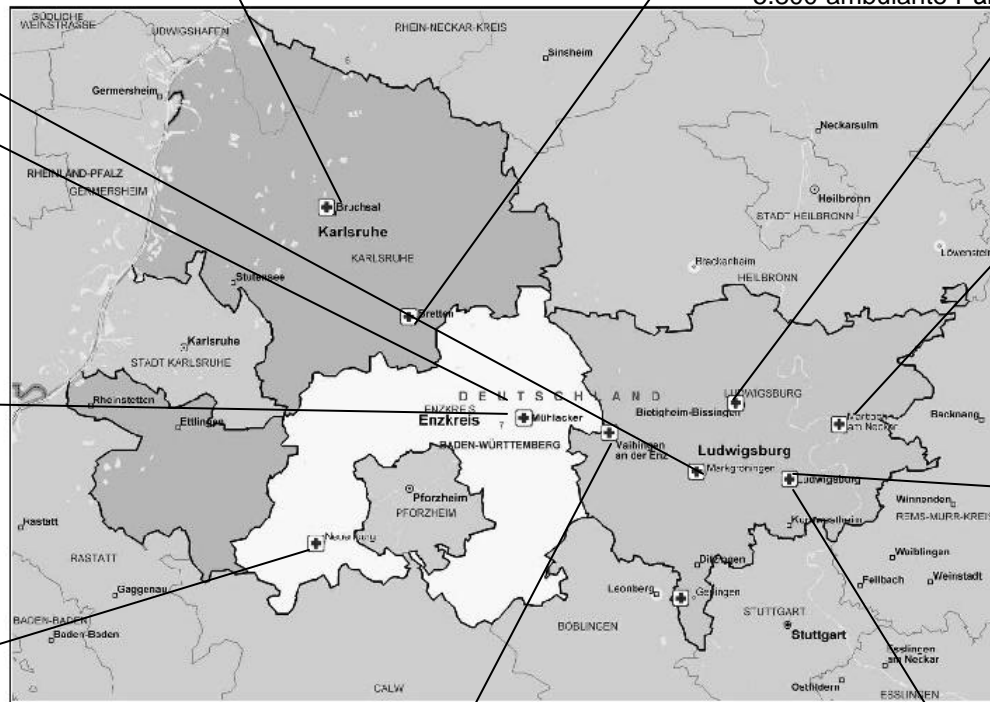 SÜDLICHE
WEINSTRASSE
LUDWIGSHAFEN
RHEIN-NECKAR-KREIS
6
Sinsheim
Germersheim
Neckarsulm
RHEINLAND-PFALZ
GERMERSHEIM
Heilbronn
STADT HEILBRONN
Bruchsal
Karlsruhe
KARLSRUHE
Löwenstein
Brackenheim
HEILBRONN
Stutensee
Bretten
Karlsruhe
STADT KARLSRUHE
DEUTSCHLAND
LUDWIGSBURG
Rheinstetten
Bietigheim-Bissingen
ENZKREIS
Enzkreis
7
Mühlacker
Marbach
am Neckar
Backnang
Ettlingen
BADEN-WÜRTTEMBERG
Vaihingen
an der Enz
Ludwigsburg
Markgröningen
Ludwigsburg
Pforzheim
PFORZHEIM
Winnenden
REMS-MURR-KREIS
Rastatt
Kornwestheim
Neuenbürg
RASTATT
Waiblingen
Ditzingen
Fellbach
Weinstadt
Gaggenau
Leonberg
Gerlingen
STUTTGART
BADEN-BADEN
Baden-Baden
BÖBLINGEN
Stuttgart
Esslingen
am Neckar
CALW
Ostfildern
ESSLINGEN